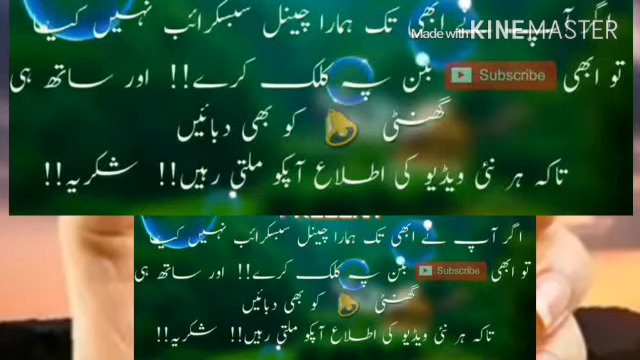 اگر آپ نے ابھی تک ہمارا چینل سبسکرائب نہیں کیا
Made with KINEMASTER
تو ابھی Subscribe بٹن پہ کلک کرے!! اور ساتھ ہی
گھنٹی کو بھی دبائیں
تاکہ ہر نئی ویڈیو کی اطلاع آپکو ملتی رہیں!! شکریہ!!
اگر آپ نے ابھی تک ہمارا چینل سبسکرائب نہیں کیا
تو ابھی Subscribe بٹن پہ کلک کرے!! اور ساتھ ہی
گھنٹی کو بھی دبائیں
تاکہ ہر نئی ویڈیو کی اطلاع آپکو ملتی رہیں!! شکریہ!!